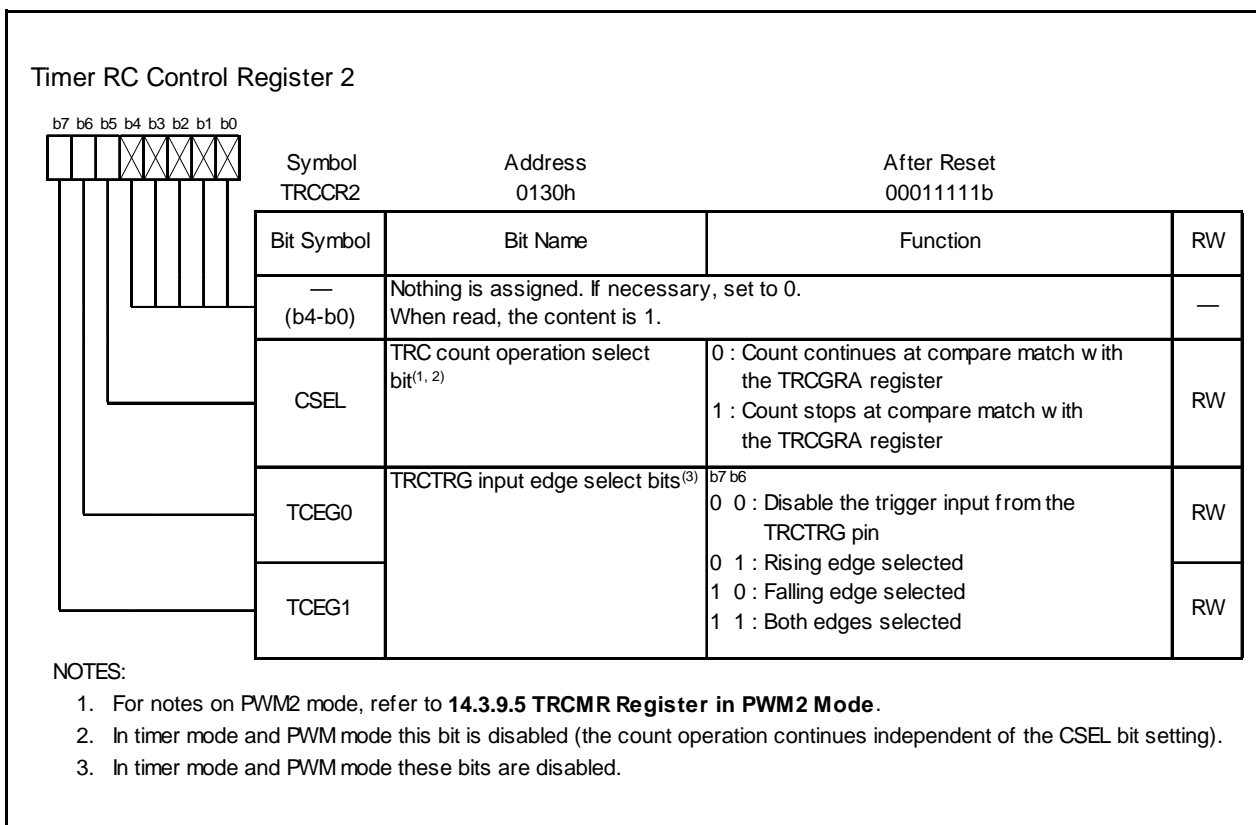 Timer RC Control Register 2
b7 b6 b5 b4 b3 b2 b1 b0
Symbol Address After Reset
TRCCR2 0130h 00011111b
Bit Symbol Bit Name Function RW
—
(b4-b0)
Nothing is assigned. If necessary, set to 0.
When read, the content is 1.
—
CSEL
TRC count operation select
bit(1, 2)
0 : Count continues at compare match with
the TRCGRA register
1 : Count stops at compare match with
the TRCGRA register
RW
TCEG0
TRCTRG input edge select bits(3)
b7 b6
0 0 : Disable the trigger input from the
TRCTRG pin
0 1 : Rising edge selected
1 0 : Falling edge selected
1 1 : Both edges selected
RW
TCEG1
RW
NOTES:
1. For notes on PWM2 mode, refer to 14.3.9.5 TRCMR Register in PWM2 Mode.
2. In timer mode and PWM mode this bit is disabled (the count operation continues independent of the CSEL bit setting).
3. In timer mode and PWM mode these bits are disabled.